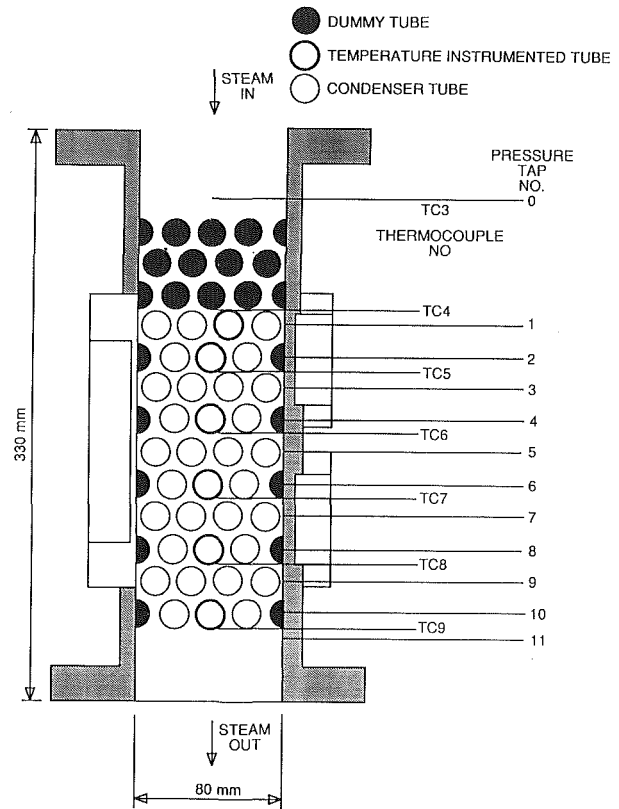 DUMMY TUBE
TEMPERATURE INSTRUMENTED TUBE
CONDENSER TUBE
STEAM
IN
PRESSURE
TAP
NO.
0
TC3
THERMOCOUPLE
NO
TC4
1
2
TC5
3
4
TC6
5
6
TC7
7
8
TC8
9
10
TC9
11
330 mm
STEAM
OUT
80 mm